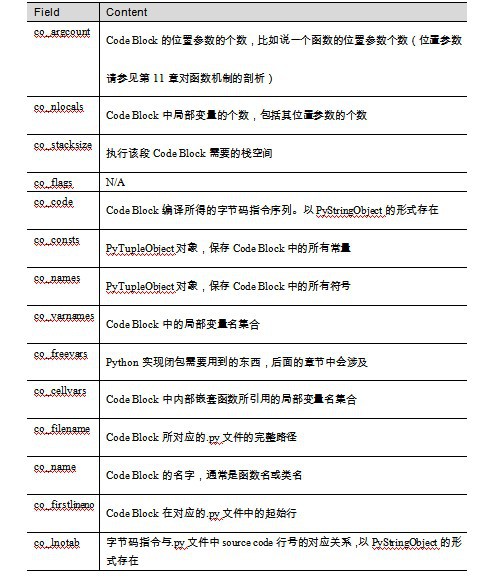 Field Content
co_argcount Code Block 的位置参数的个数，比如说一个函数的位置参数个数（位置参数
请参见第 11 章对函数机制的剖析）
co_nlocals Code Block 中局部变量的个数，包括其位置参数的个数
co_stacksize 执行该段 Code Block 需要的栈空间
co_flags N/A
co_code Code Block 编译所得的字节码指令序列。以 PyStringObject 的形式存在
co_consts PyTupleObject 对象，保存 Code Block 中的所有常量
co_names PyTupleObject 对象，保存 Code Block 中的所有符号
co_varnames Code Block 中的局部变量名集合
co_freevars Python 实现闭包需要用到的东西，后面的章节中会涉及
co_cellvars Code Block 中内部嵌套函数所引用的局部变量名集合
co_filename Code Block 所对应的.py 文件的完整路径
co_name Code Block 的名字，通常是函数名或类名
co_firstlineno Code Block 在对应的.py 文件中的起始行
co_lnotab 字节码指令与.py 文件中 source code 行号的对应关系，以 PyStringObject 的形
式存在